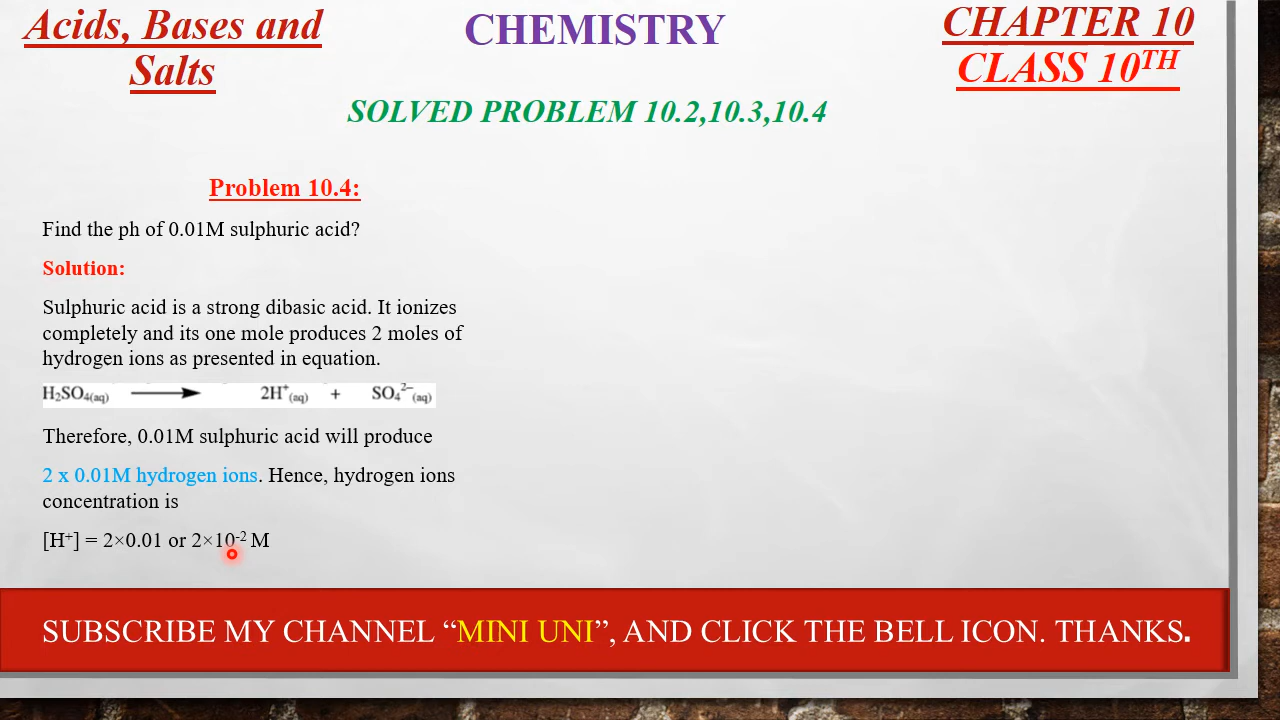 Acids, Bases and
Salts
CHEMISTRY
CHAPTER 10
CLASS 10TH
SOLVED PROBLEM 10.2,10.3,10.4
Problem 10.4:
Find the ph of 0.01M sulphuric acid?
Solution:
Sulphuric acid is a strong dibasic acid. It ionizes
completely and its one mole produces 2 moles of
hydrogen ions as presented in equation.
H₂SO₄(aq) ⟶ 2H⁺(aq) + SO₄²⁻(aq)
Therefore, 0.01M sulphuric acid will produce
2 x 0.01M hydrogen ions. Hence, hydrogen ions
concentration is
[H⁺] = 2×0.01 or 2×10⁻² M
SUBSCRIBE MY CHANNEL “MINI UNI”, AND CLICK THE BELL ICON. THANKS.